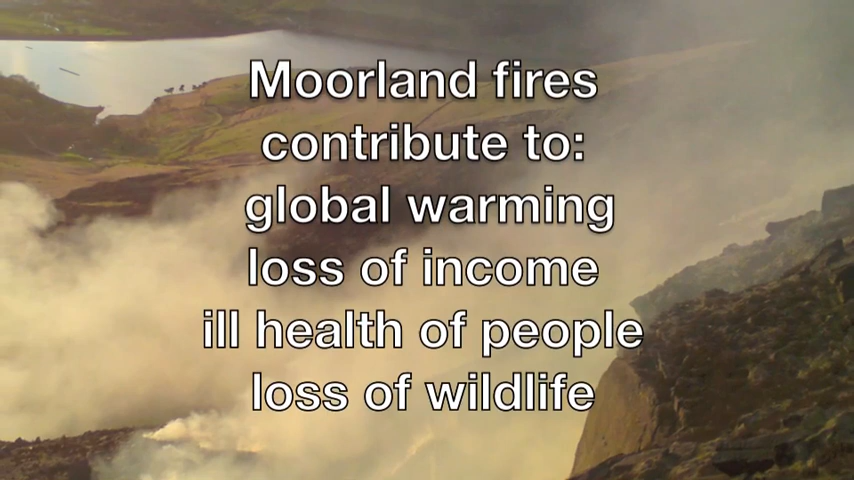 Moorland fires
contribute to:
global warming
loss of income
ill health of people
loss of wildlife